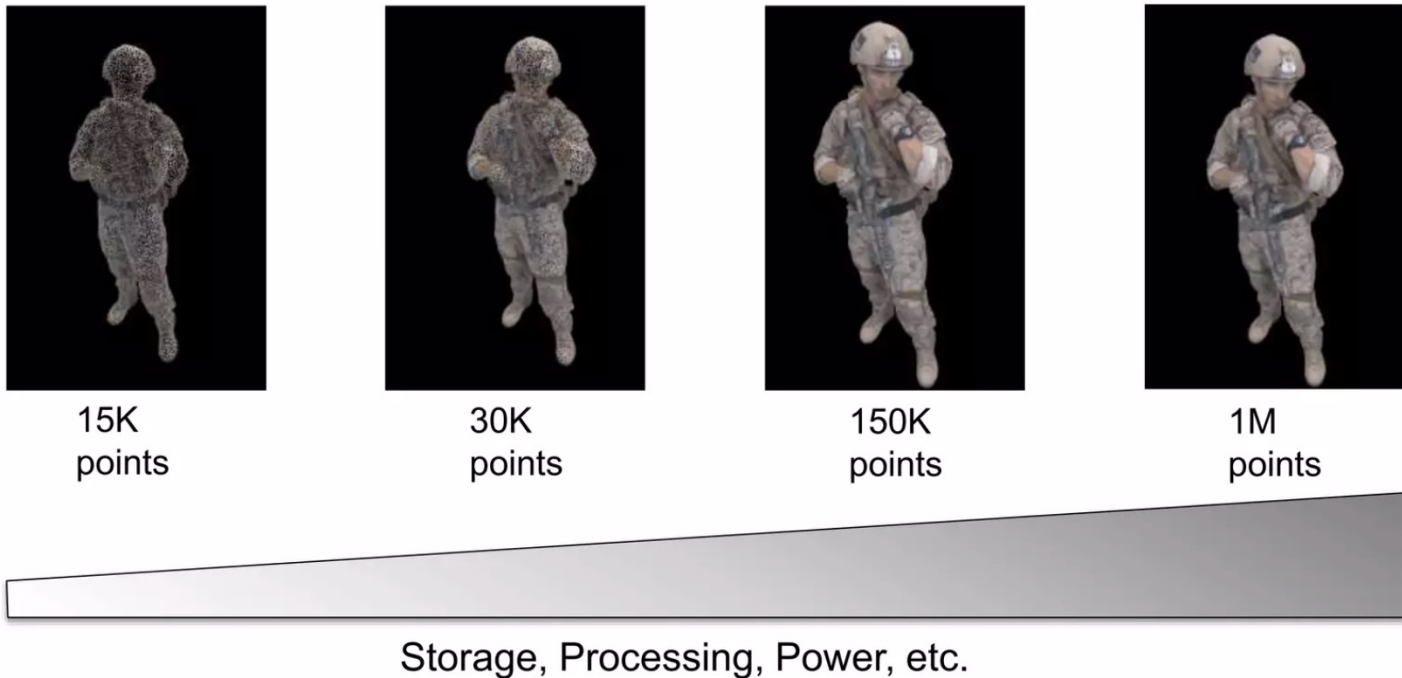 15K
points
30K
points
150K
points
1M
points
Storage, Processing, Power, etc.